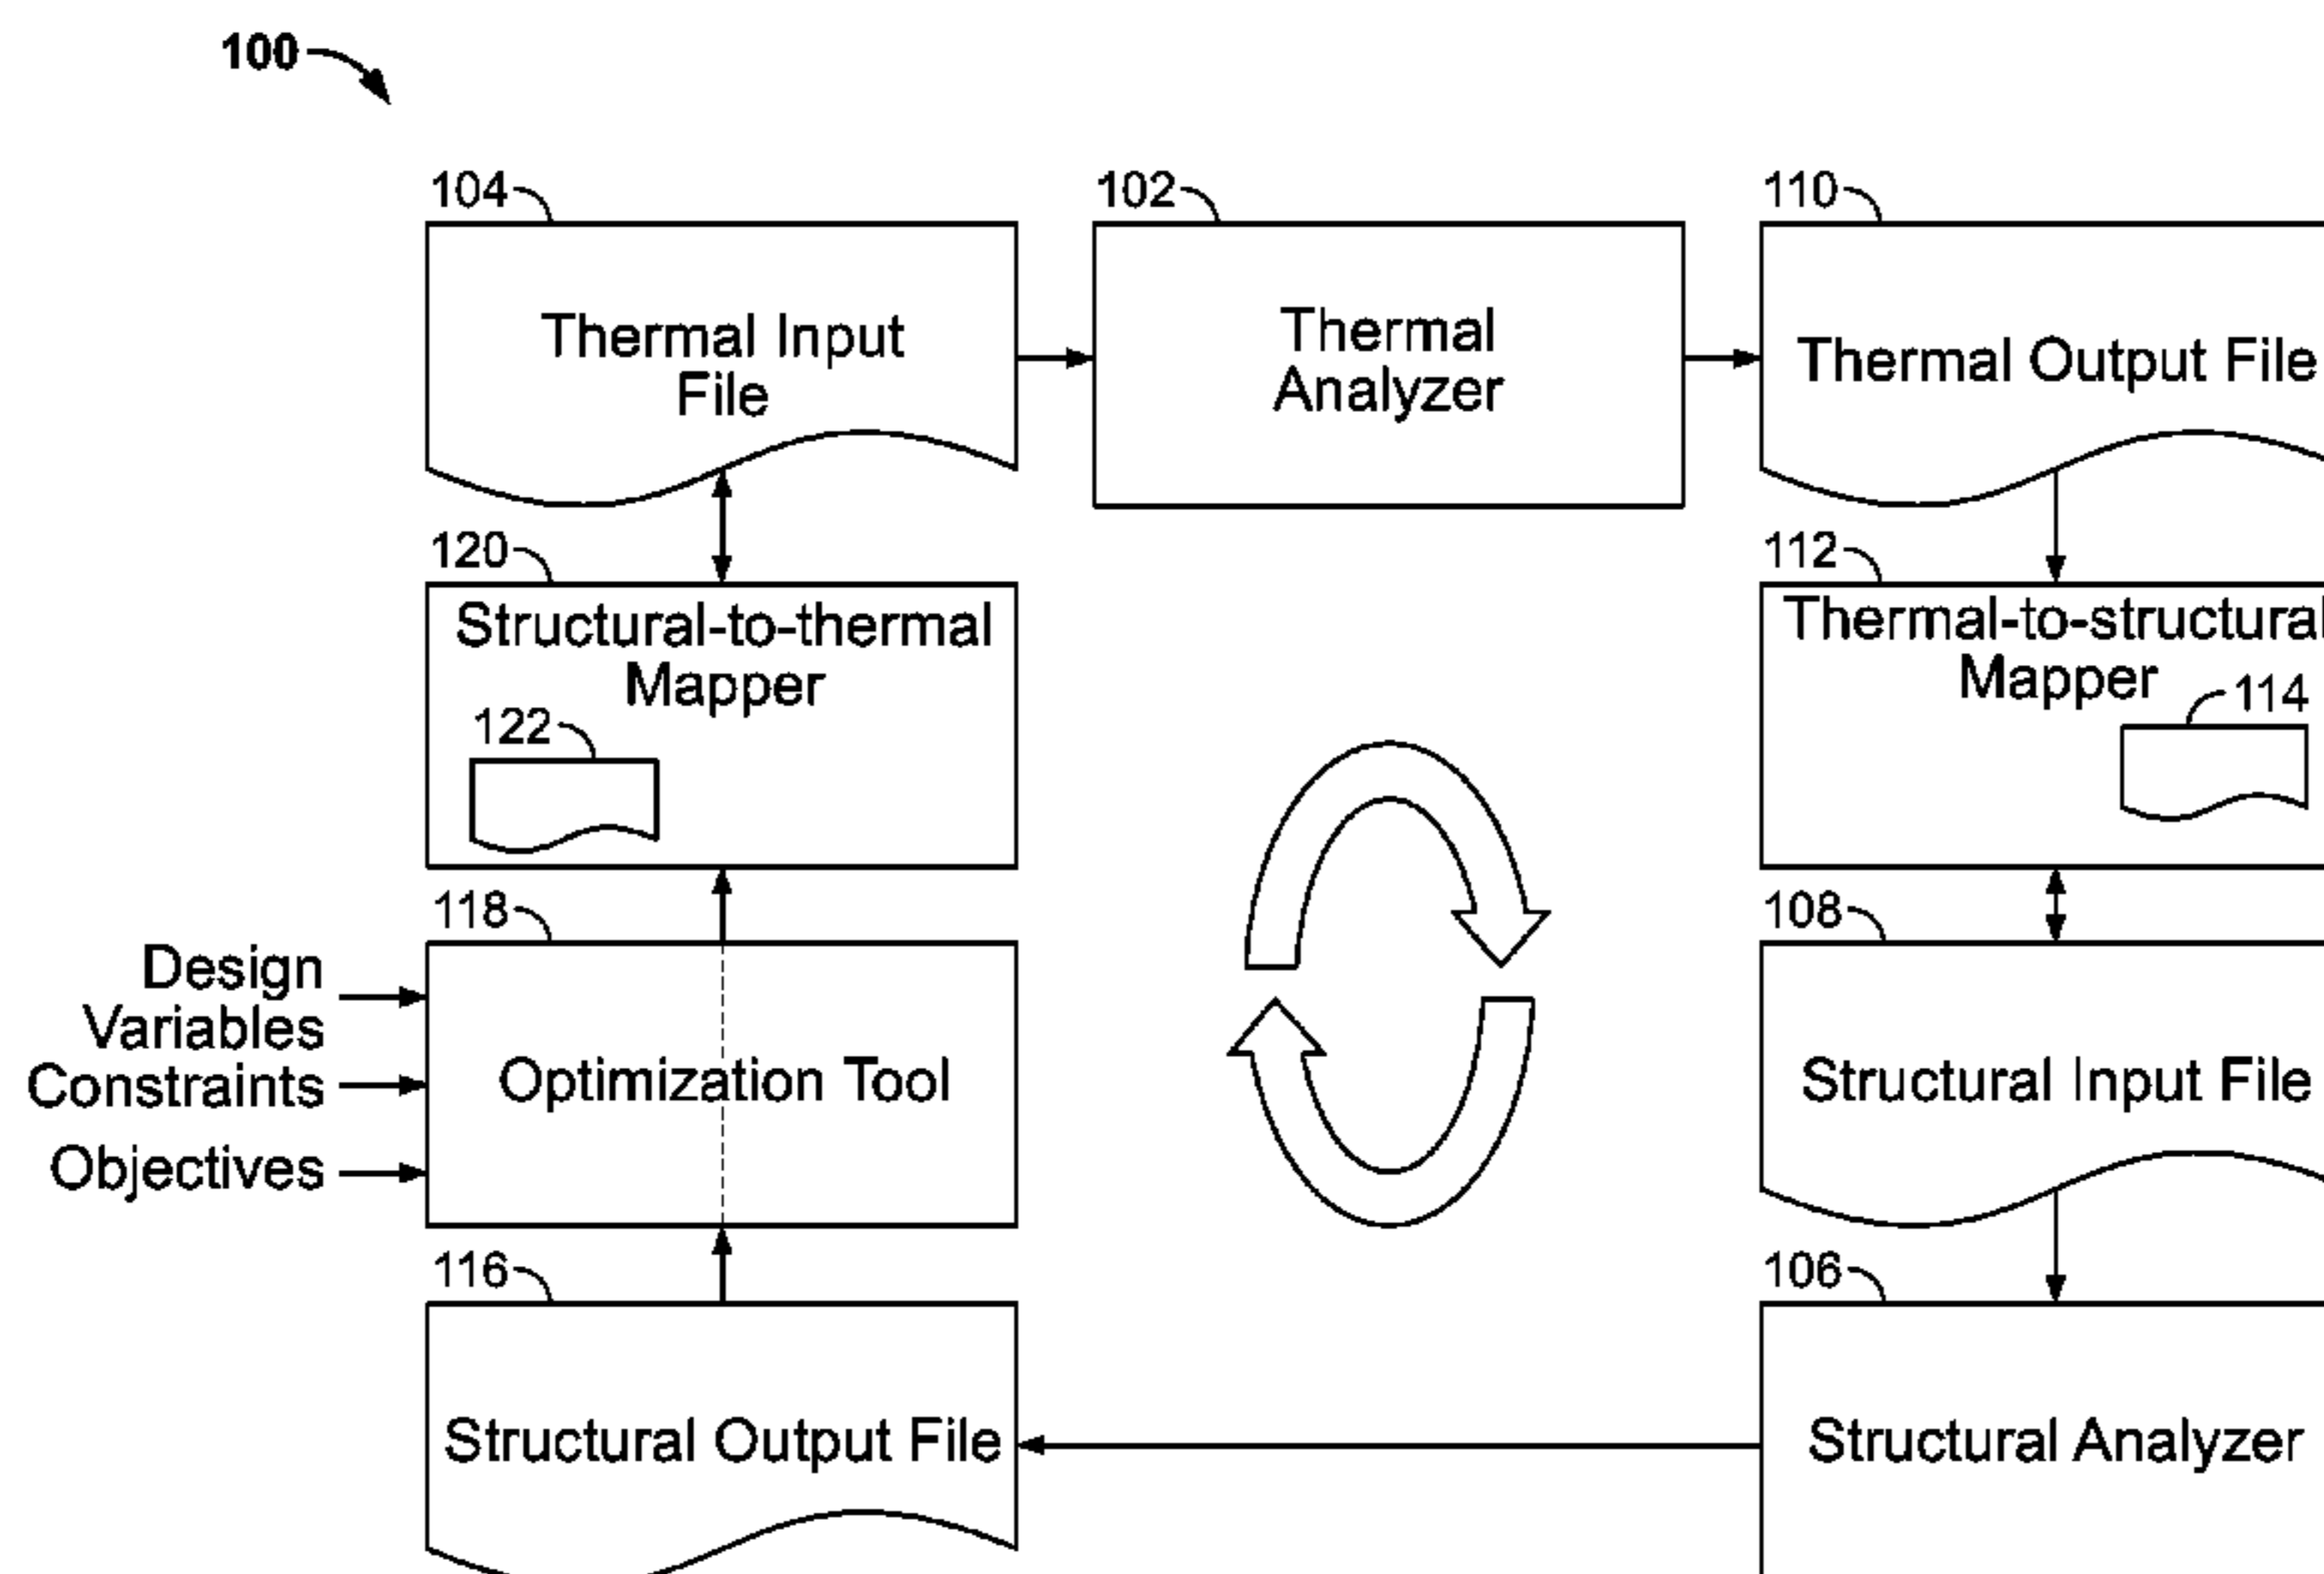 100
104
Thermal Input
File
102
Thermal
Analyzer
110
Thermal Output File
120
Structural-to-thermal
Mapper
122
112
Thermal-to-structural
Mapper
114
118
Optimization Tool
Design
Variables
Constraints
Objectives
108
Structural Input File
116
Structural Output File
106
Structural Analyzer